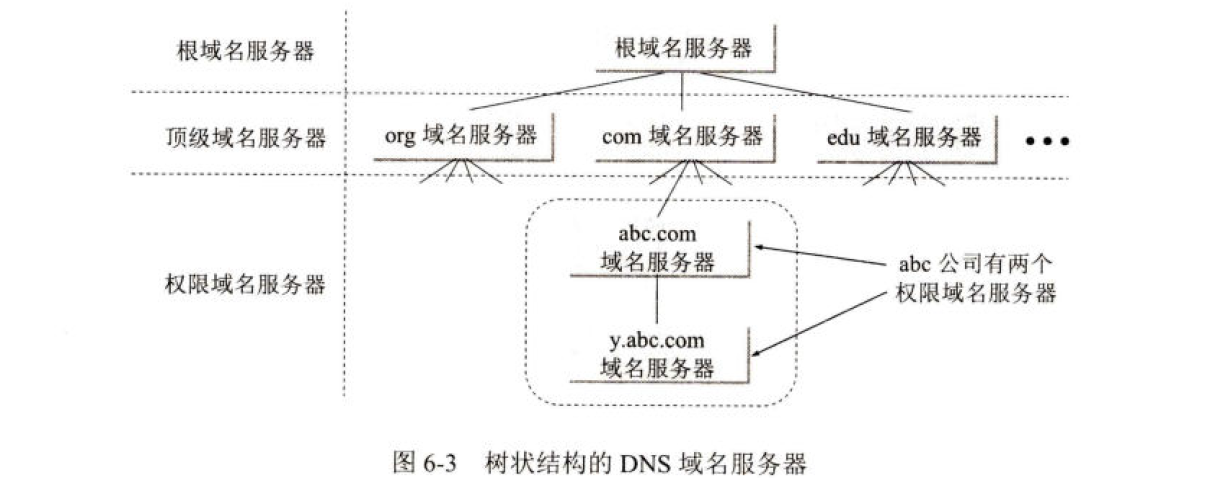 根域名服务器
根域名服务器
顶级域名服务器
org 域名服务器
com 域名服务器
edu 域名服务器
•••
abc.com
域名服务器
权限域名服务器
abc 公司有两个
权限域名服务器
y.abc.com
域名服务器
图 6-3 树状结构的 DNS 域名服务器